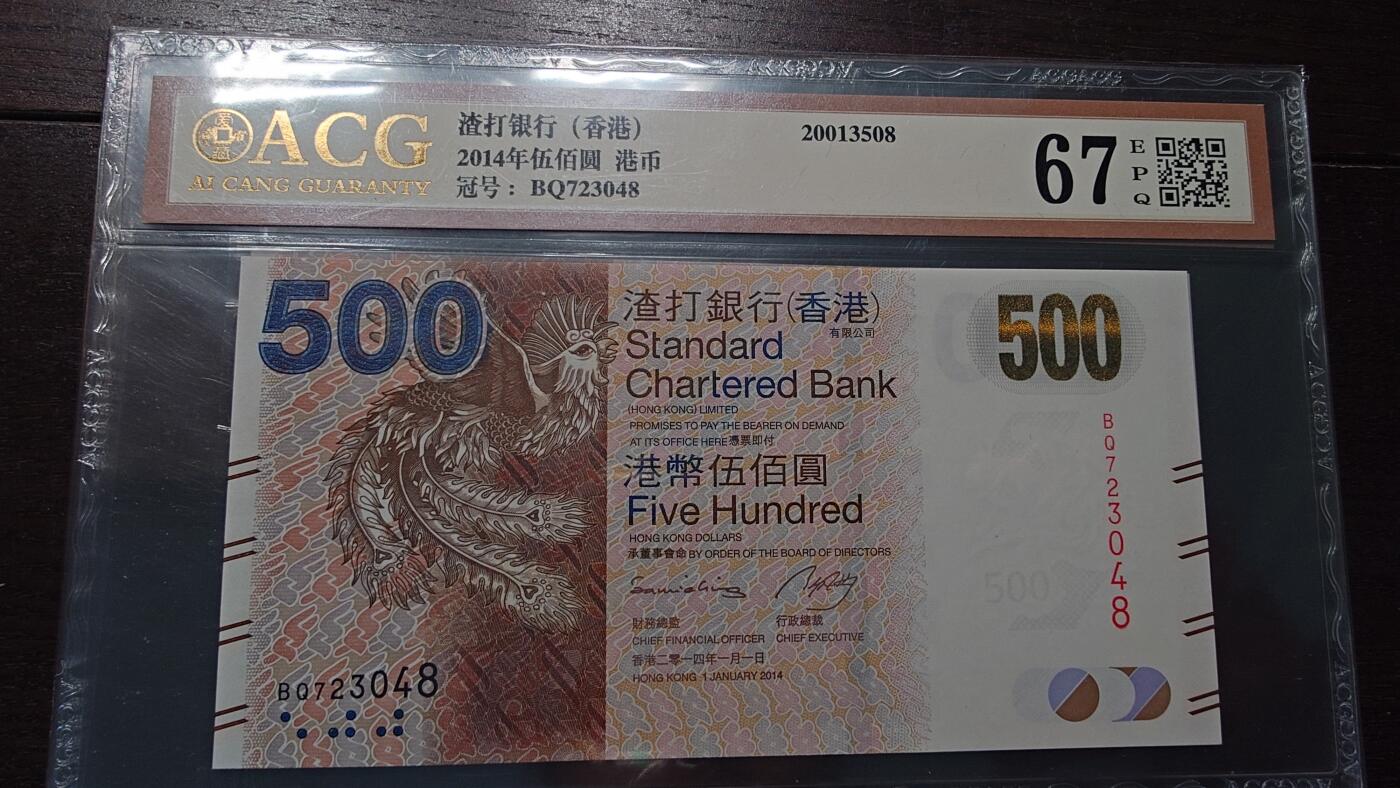 ACG
AI CANG GUARANTY
渣打银行（香港）
2014年伍佰圆 港币
冠号：BQ723048
20013508
67
EPQ
500
渣打銀行(香港)
有限公司
Standard
Chartered Bank
(HONG KONG) LIMITED
PROMISES TO PAY THE BEARER ON DEMAND
AT ITS OFFICE HERE 憑票即付
港幣伍佰圓
Five Hundred
HONG KONG DOLLARS
承董事會命 BY ORDER OF THE BOARD OF DIRECTORS
財務總監
CHIEF FINANCIAL OFFICER
行政總裁
CHIEF EXECUTIVE
香港二零一四年一月一日
HONG KONG 1 JANUARY 2014
BQ723048
500
BQ723048
500